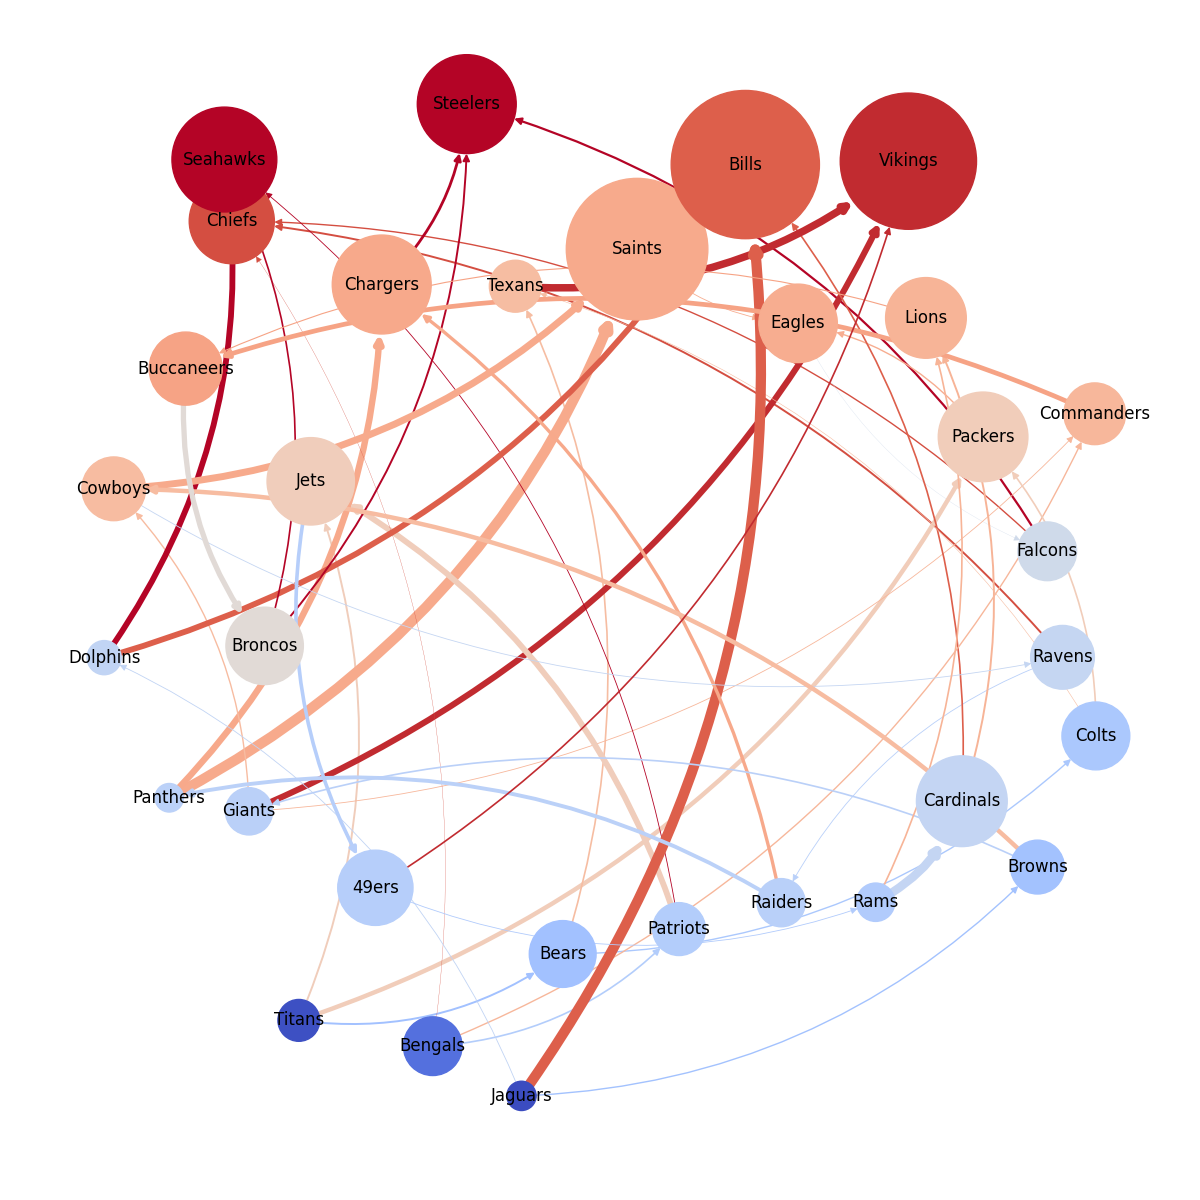 Steelers
Seahawks
Bills
Vikings
Chiefs
Saints
Chargers
Texans
Eagles
Lions
Buccaneers
Commanders
Packers
Jets
Cowboys
Falcons
Broncos
Dolphins
Ravens
Colts
Panthers
Giants
Cardinals
Browns
49ers
Raiders
Rams
Patriots
Bears
Titans
Bengals
Jaguars